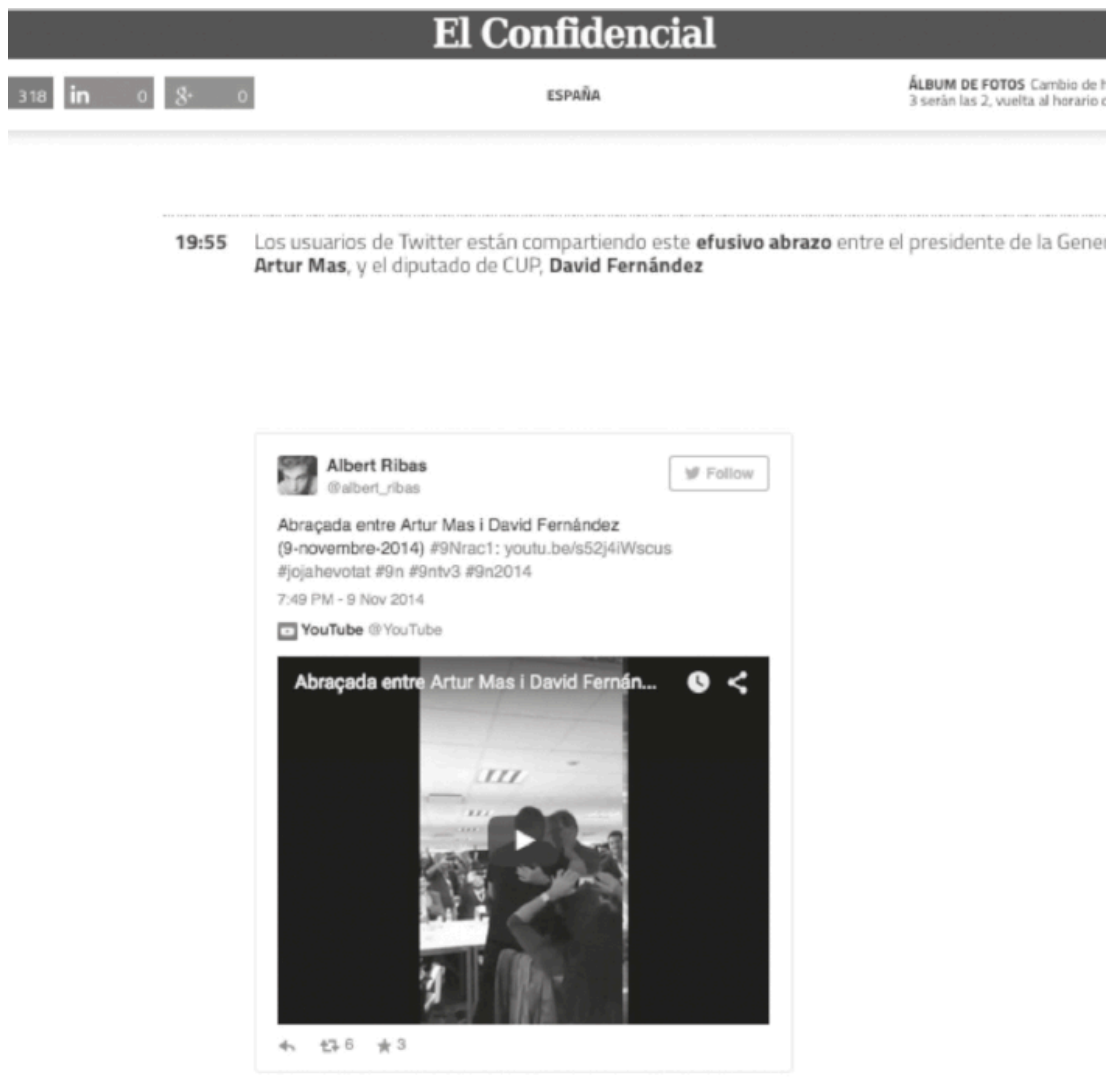 El Confidencial
318 in 0 g+ 0
ESPAÑA
ÁLBUM DE FOTOS Cambio de
3 serán las 2, vuelta al horario
19:55 Los usuarios de Twitter están compartiendo este efusivo abrazo entre el presidente de la Gener
Artur Mas, y el diputado de CUP, David Fernández
Albert Ribas
@albert_ribas
Follow
Abraçada entre Artur Mas i David Fernàndez
(9-novembre-2014) #9Nrac1: youtu.be/s52j4iWscus
#jojahevotat #9n #9ntv3 #9n2014
7:49 PM - 9 Nov 2014
YouTube @YouTube
Abraçada entre Artur Mas i David Fernán...
6 3